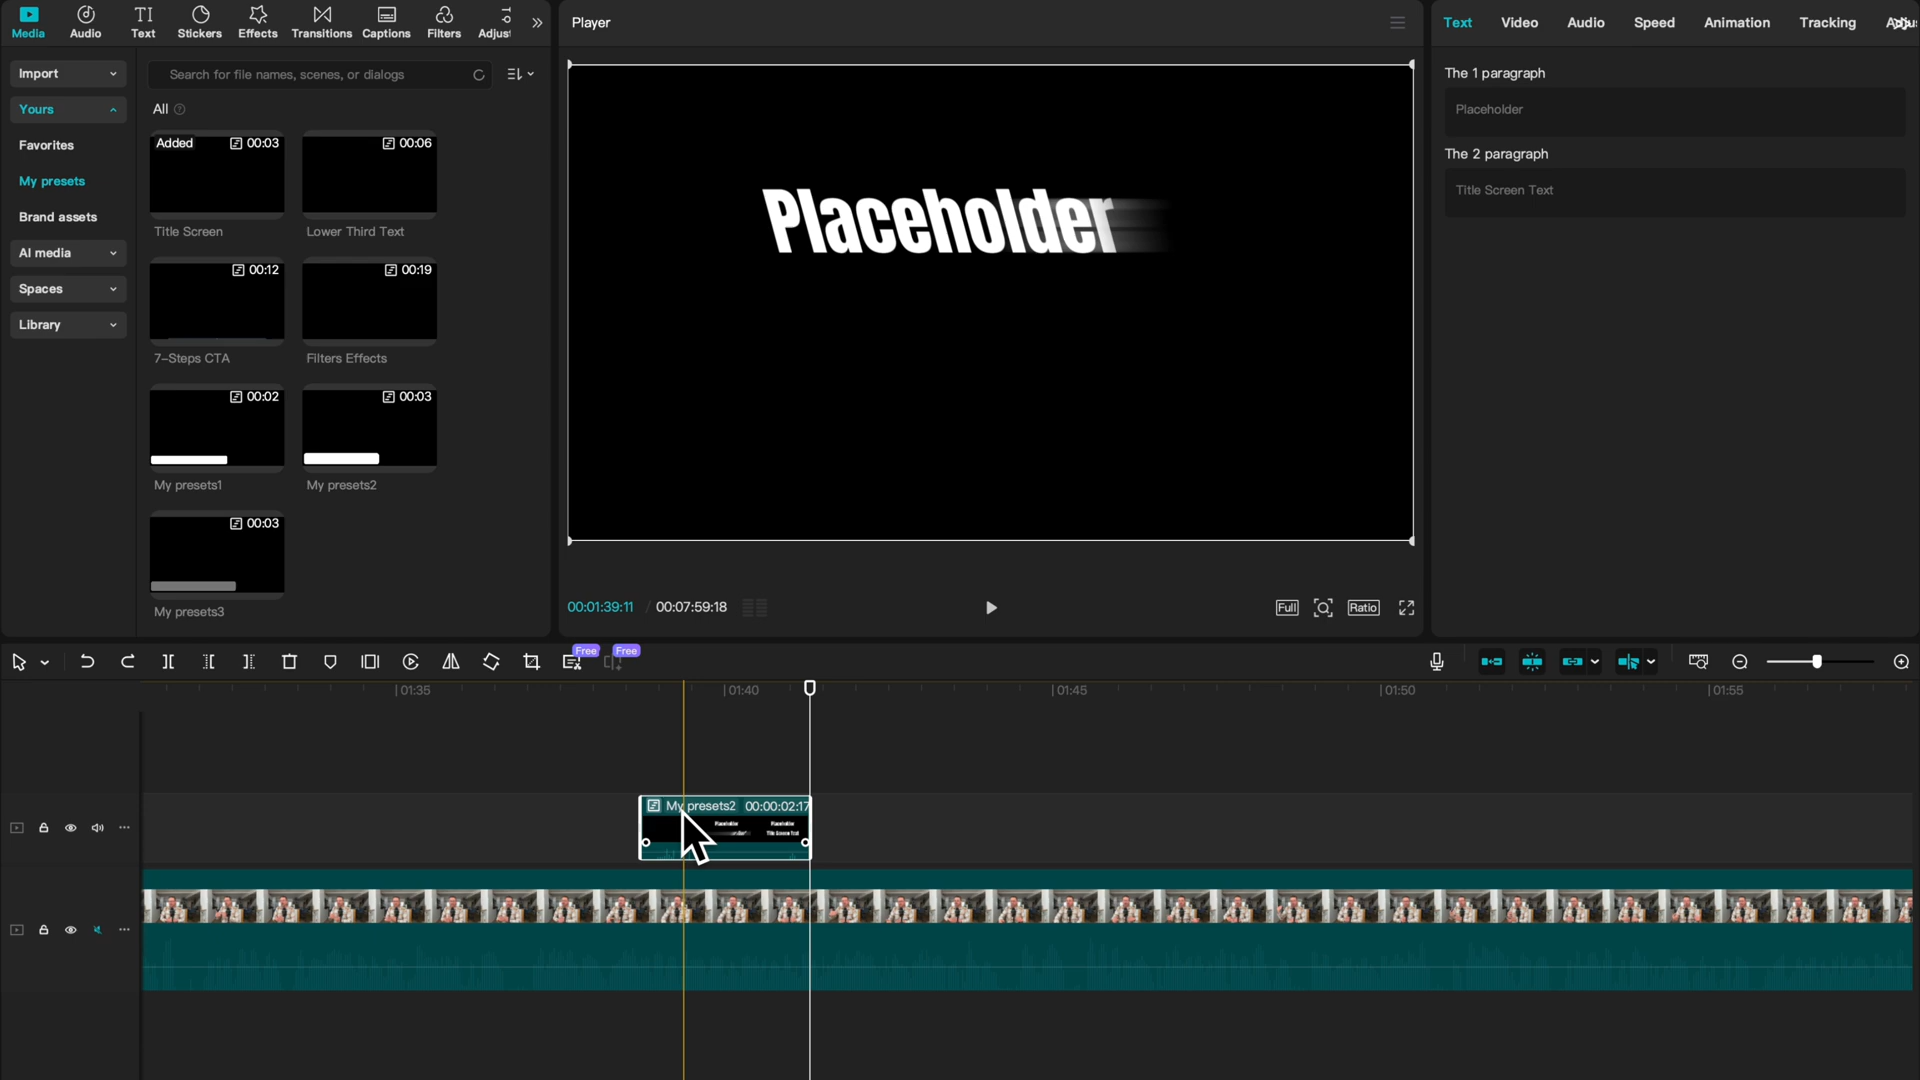 Media
Audio
Text
Stickers
Effects
Transitions
Captions
Filters
Player
Text
Video
Audio
Speed
Animation
Tracking
Import
Search for file names, scenes, or dialogs
Yours
All
Favorites
My presets
Brand assets
AI media
Spaces
Library
Added
00:03
Title Screen
00:06
Lower Third Text
00:12
7-Steps CTA
00:19
Filters Effects
00:02
My presets1
00:03
My presets2
00:03
My presets3
Placeholder
00:01:39:11 / 00:07:59:18
Full
Ratio
The 1 paragraph
Placeholder
The 2 paragraph
Title Screen Text
Free
Free
01:35
01:40
01:45
01:50
01:55
My presets2 00:00:02:17
Placeholder
Placeholder
Title Screen Text